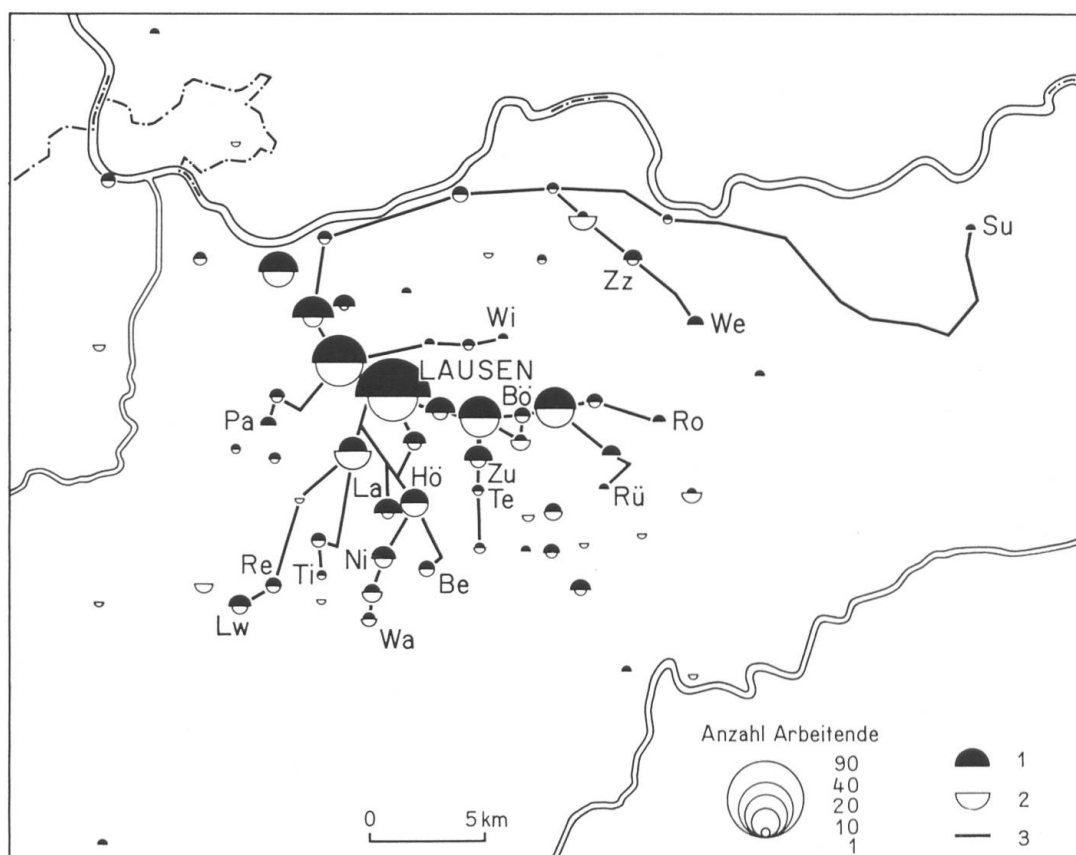 Su
Zz
We
Wi
LAUSEN
Bö
Pa
Ro
Zu
Hö
La
Te
Rü
Re
Ti
Ni
Be
Lw
Wa
0 5 km
Anzahl Arbeitende
90
40
20
10
1
1
2
3